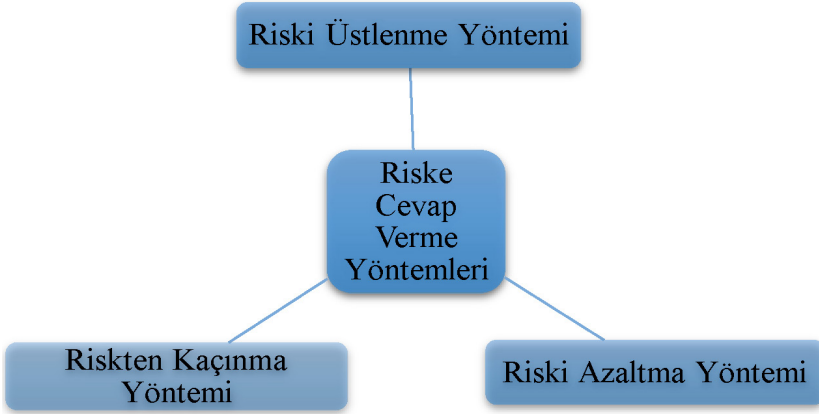 Riski Üstlenme Yöntemi
Riske
Cevap
Verme
Yöntemleri
Riskten Kaçınma
Yöntemi
Riski Azaltma Yöntemi